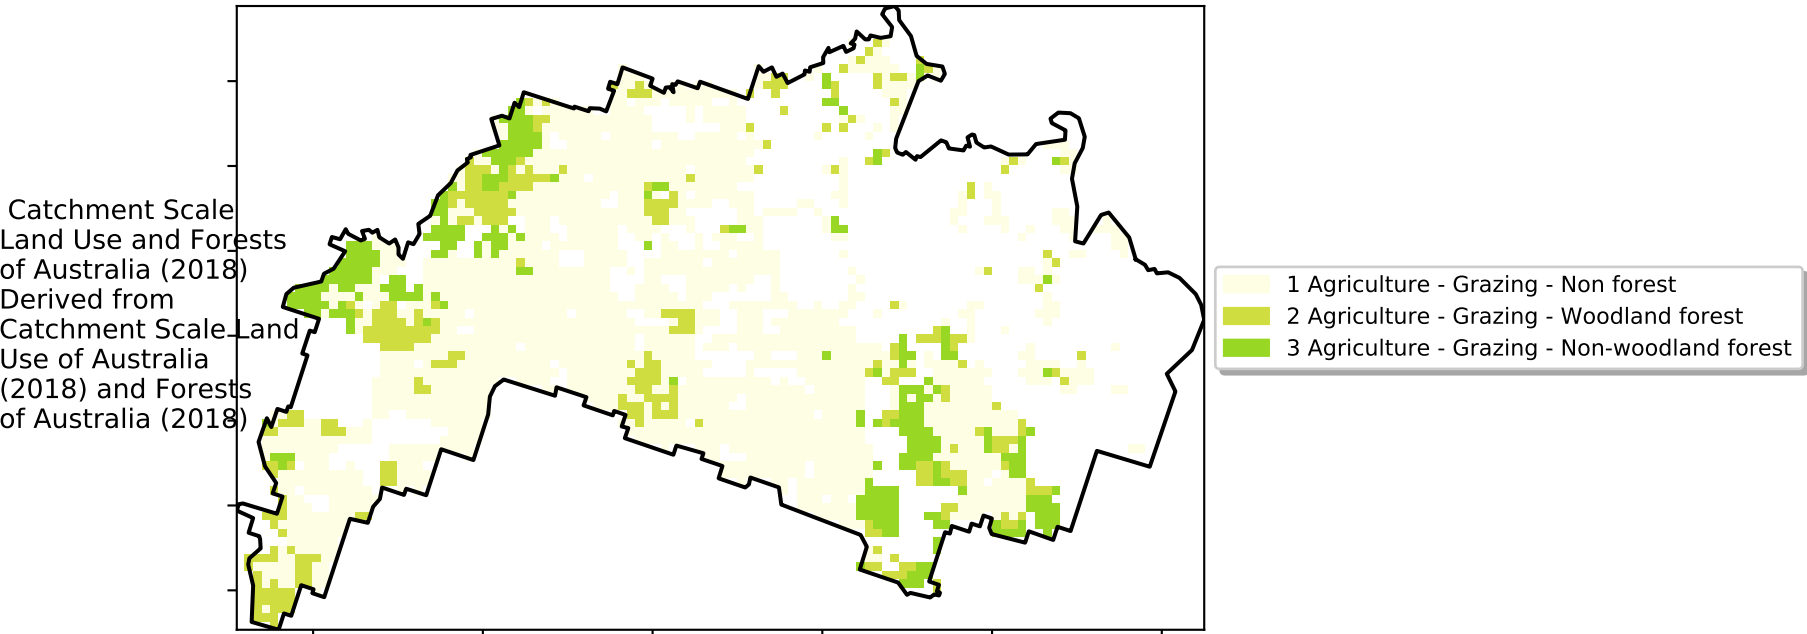 Catchment Scale
Land Use and Forests
of Australia (2018)
Derived from
Catchment Scale Land
Use of Australia
(2018) and Forests
of Australia (2018)
1 Agriculture - Grazing - Non forest
2 Agriculture - Grazing - Woodland forest
3 Agriculture - Grazing - Non-woodland forest